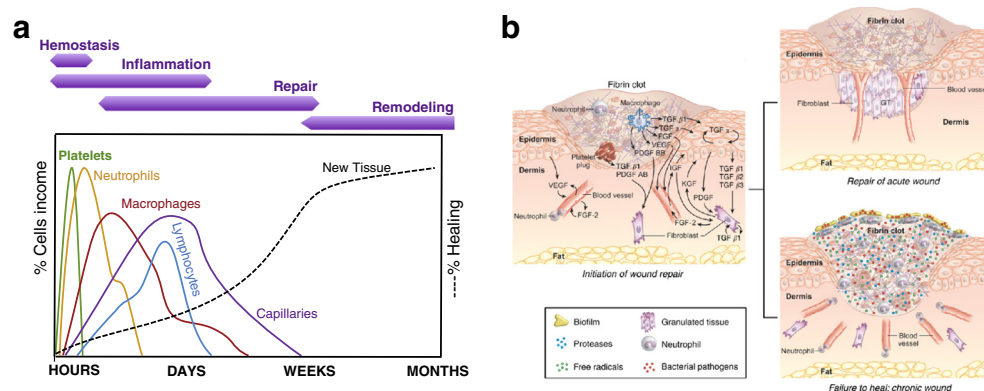 a
Hemostasis
Inflammation
Repair
Remodeling
% Cells income
Platelets
Neutrophils
Macrophages
Lymphocytes
Capillaries
New Tissue
% Healing
HOURS
DAYS
WEEKS
MONTHS
b
Fibrin clot
Macrophage
Neutrophil
TGF β1
TGF α
FGF
VEGF
PDGF BB
TGF α
Epidermis
Platelet
plug
TGF β1
PDGF AB
IGF
KGF
TGF β1
TGF β2
TGF β3
Dermis
VEGF
Blood vessel
PDGF
Neutrophil
FGF-2
FGF-2
Fibroblast
TGF β1
Fat
Initiation of wound repair
Biofilm
Granulated tissue
Proteases
Neutrophil
Free radicals
Bacterial pathogens
Fibrin clot
Epidermis
Blood vessel
Fibroblast
GT
Dermis
Fat
Repair of acute wound
Fibrin clot
Epidermis
Dermis
Blood
vessel
Neutrophil
Fat
Failure to heal: chronic wound